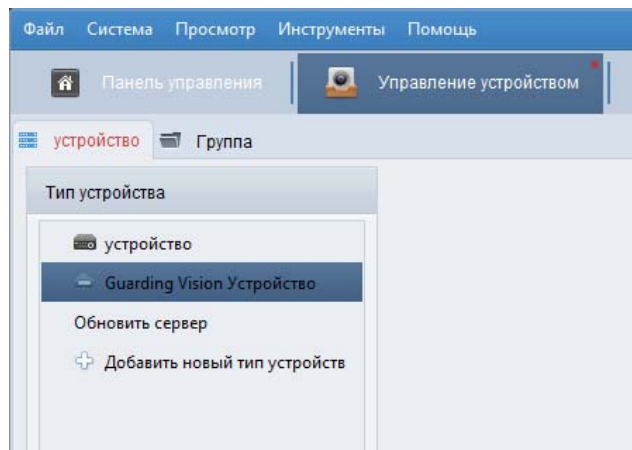 Файл Система Просмотр Инструменты Помощь
Панель управления Управление устройством
устройство Группа
Тип устройства
устройство
Guarding Vision Устройство
Обновить сервер
Добавить новый тип устройств